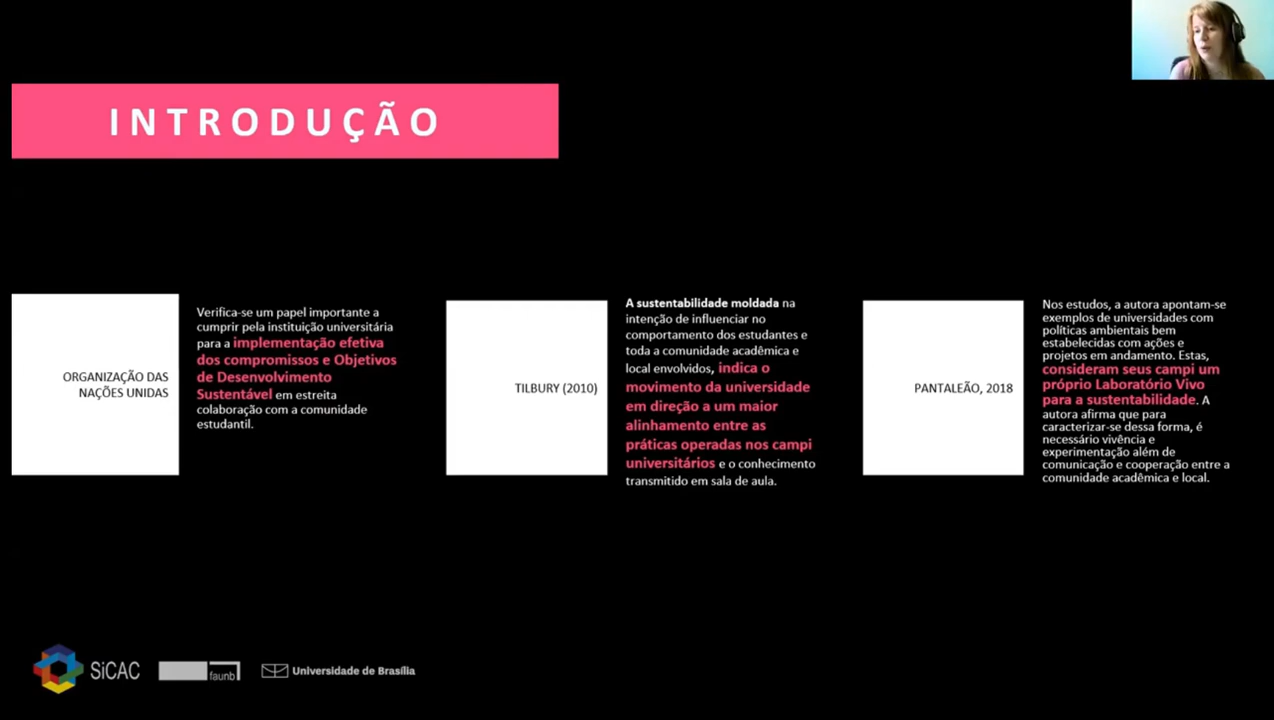 INTRODUÇÃO
ORGANIZAÇÃO DAS
NAÇÕES UNIDAS
Verifica-se um papel importante a
cumprir pela instituição universitária
para a implementação efetiva
dos compromissos e Objetivos
de Desenvolvimento
Sustentável em estreita
colaboração com a comunidade
estudantil.
TILBURY (2010)
A sustentabilidade moldada na
intenção de influenciar no
comportamento dos estudantes e
toda a comunidade acadêmica e
local envolvidos, indica o
movimento da universidade
em direção a um maior
alinhamento entre as
práticas operadas nos campi
universitários e o conhecimento
transmitido em sala de aula.
PANTALEÃO, 2018
Nos estudos, a autora apontam-se
exemplos de universidades com
políticas ambientais bem
estabelecidas com ações e
projetos em andamento. Estas,
consideram seus campi um
próprio Laboratório Vivo
para a sustentabilidade. A
autora afirma que para
caracterizar-se dessa forma, é
necessário vivência e
experimentação além de
comunicação e cooperação entre a
comunidade acadêmica e local.
SiCAC
faunb
Universidade de Brasília